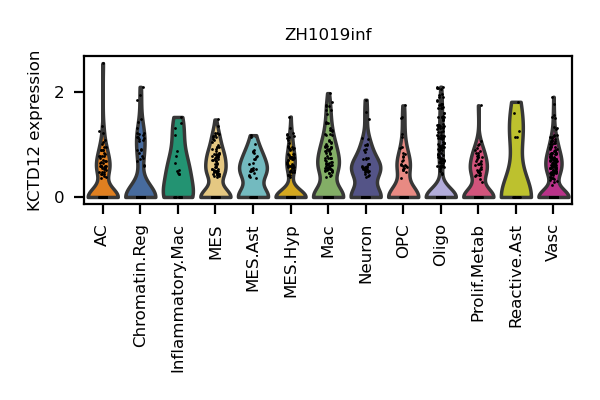 ZH1019inf
KCTD12 expression
2
0
AC
Chromatin.Reg
Inflammatory.Mac
MES
MES.Ast
MES.Hyp
Mac
Neuron
OPC
Oligo
Prolif.Metab
Reactive.Ast
Vasc